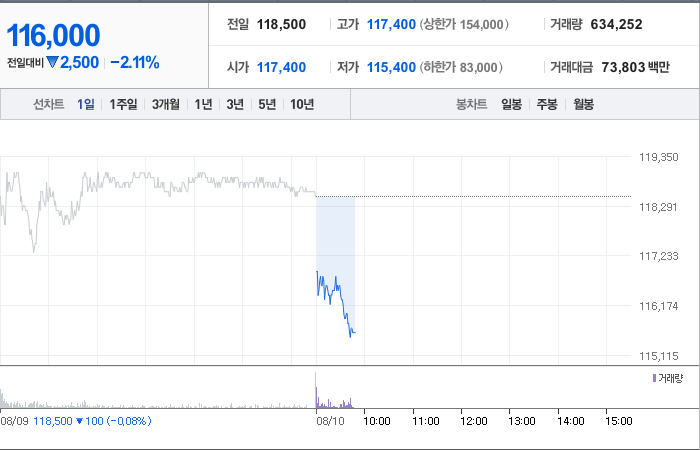 116,000
전일대비 ▼2,500 -2.11%
전일 118,500 고가 117,400 (상한가 154,000) 거래량 634,252
시가 117,400 저가 115,400 (하한가 83,000) 거래대금 73,803 백만
선차트 1일 1주일 3개월 1년 3년 5년 10년 봉차트 일봉 주봉 월봉
119,350
118,291
117,233
116,174
115,115
거래량
08/09 118,500 ▼100 (-0,08%) 08/10 10:00 11:00 12:00 13:00 14:00 15:00